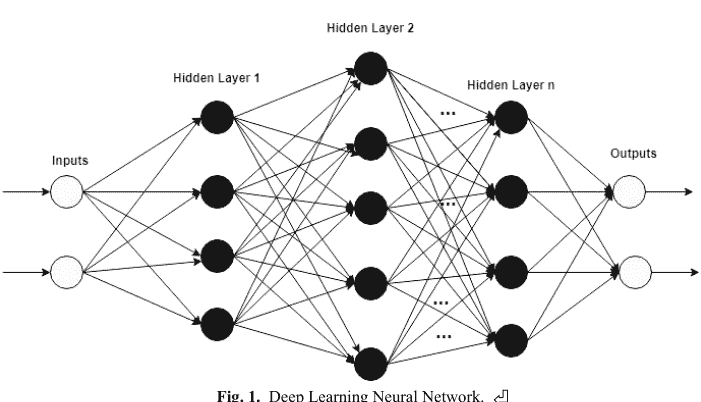 Hidden Layer 2
Hidden Layer 1
Hidden Layer n
...
Inputs
Outputs
...
...
...
Fig. 1. Deep Learning Neural Network. ⏎